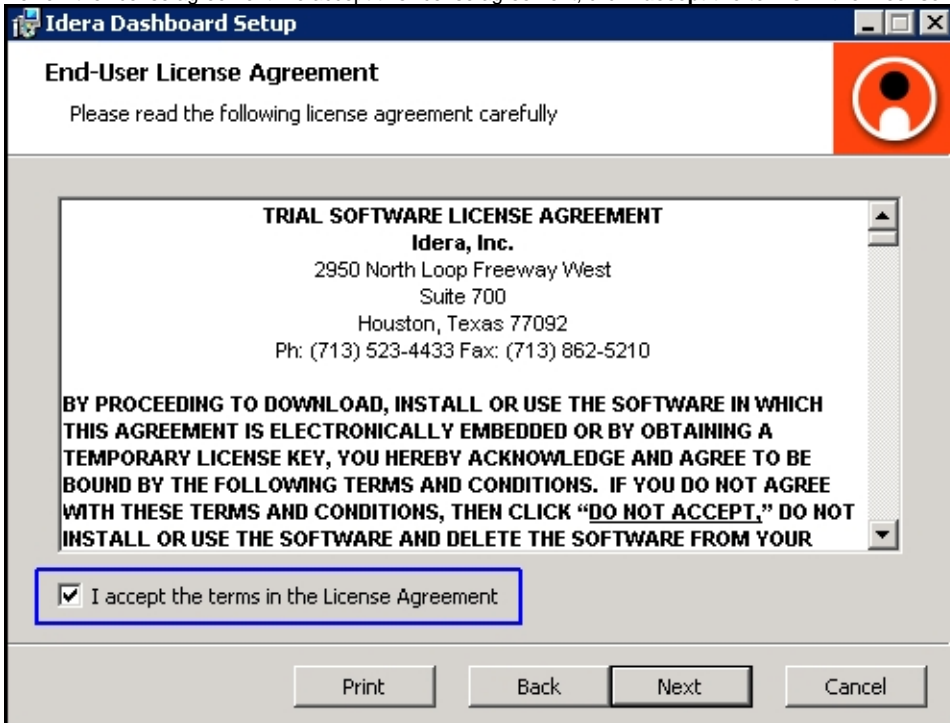 Idera Dashboard Setup
End-User License Agreement
Please read the following license agreement carefully
TRIAL SOFTWARE LICENSE AGREEMENT
Idera, Inc.
2950 North Loop Freeway West
Suite 700
Houston, Texas 77092
Ph: (713) 523-4433 Fax: (713) 862-5210
BY PROCEEDING TO DOWNLOAD, INSTALL OR USE THE SOFTWARE IN WHICH
THIS AGREEMENT IS ELECTRONICALLY EMBEDDED OR BY OBTAINING A
TEMPORARY LICENSE KEY, YOU HEREBY ACKNOWLEDGE AND AGREE TO BE
BOUND BY THE FOLLOWING TERMS AND CONDITIONS. IF YOU DO NOT AGREE
WITH THESE TERMS AND CONDITIONS, THEN CLICK “DO NOT ACCEPT,” DO NOT
INSTALL OR USE THE SOFTWARE AND DELETE THE SOFTWARE FROM YOUR
I accept the terms in the License Agreement
Print Back Next Cancel